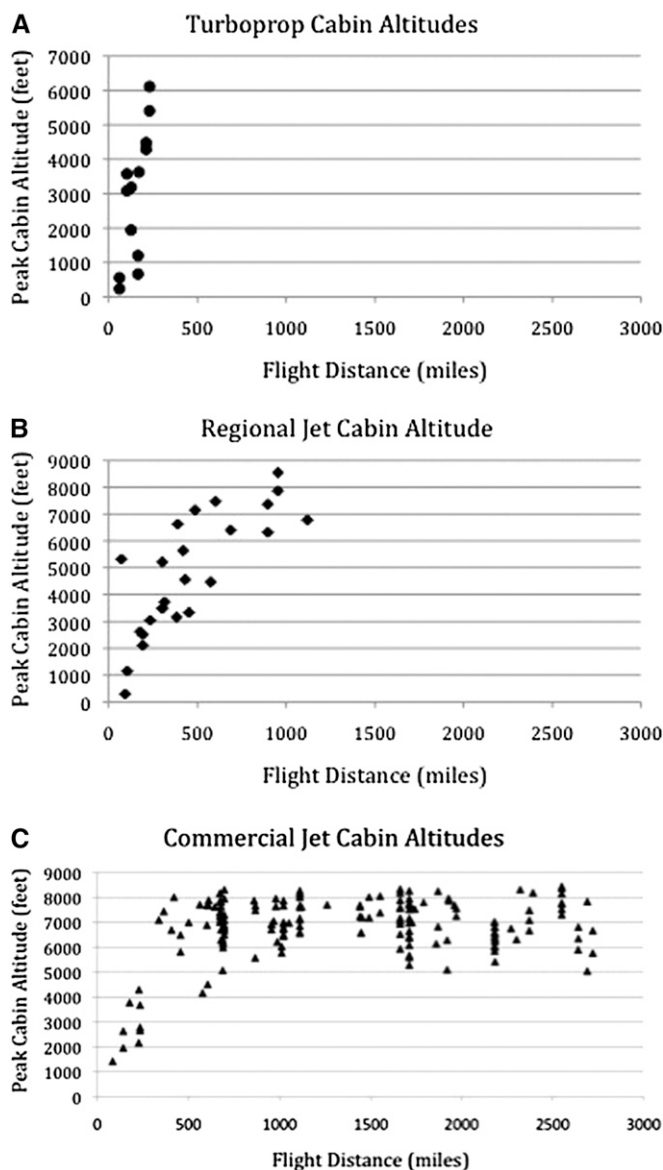 A
Turboprop Cabin Altitudes
Peak Cabin Altitude (feet)
7000
6000
5000
4000
3000
2000
1000
0
0 500 1000 1500 2000 2500 3000
Flight Distance (miles)
B
Regional Jet Cabin Altitude
Peak Cabin Altitude (feet)
9000
8000
7000
6000
5000
4000
3000
2000
1000
0
0 500 1000 1500 2000 2500 3000
Flight Distance (miles)
C
Commercial Jet Cabin Altitudes
Peak Cabin Altitude (feet)
9000
8000
7000
6000
5000
4000
3000
2000
1000
0
0 500 1000 1500 2000 2500 3000
Flight Distance (miles)